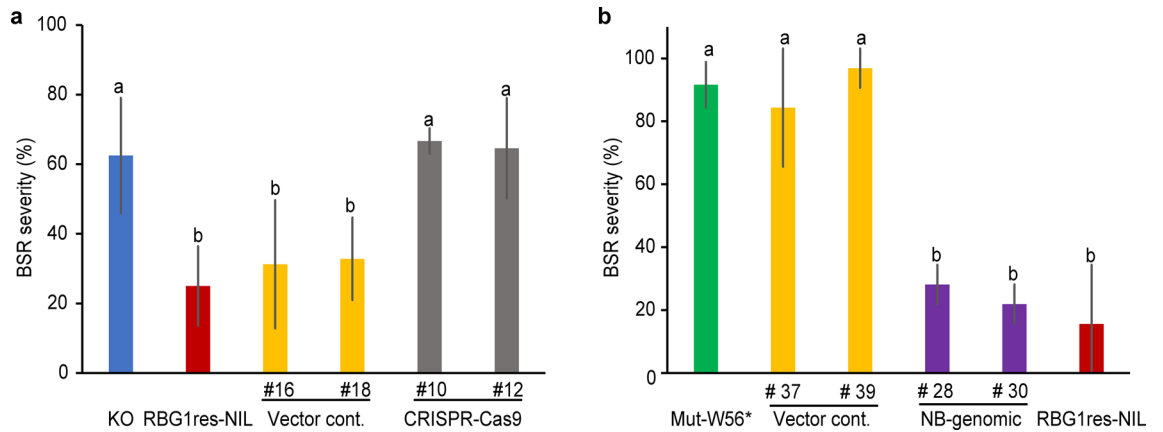 a
BSR severity (%)
100
80
60
40
20
0
a
b
b
b
a
a
#16 #18 #10 #12
KO RBG1res-NIL Vector cont. CRISPR-Cas9
b
BSR severity (%)
100
80
60
40
20
0
a
a
a
b
b
b
# 37 # 39 # 28 # 30
Mut-W56* Vector cont. NB-genomic RBG1res-NIL